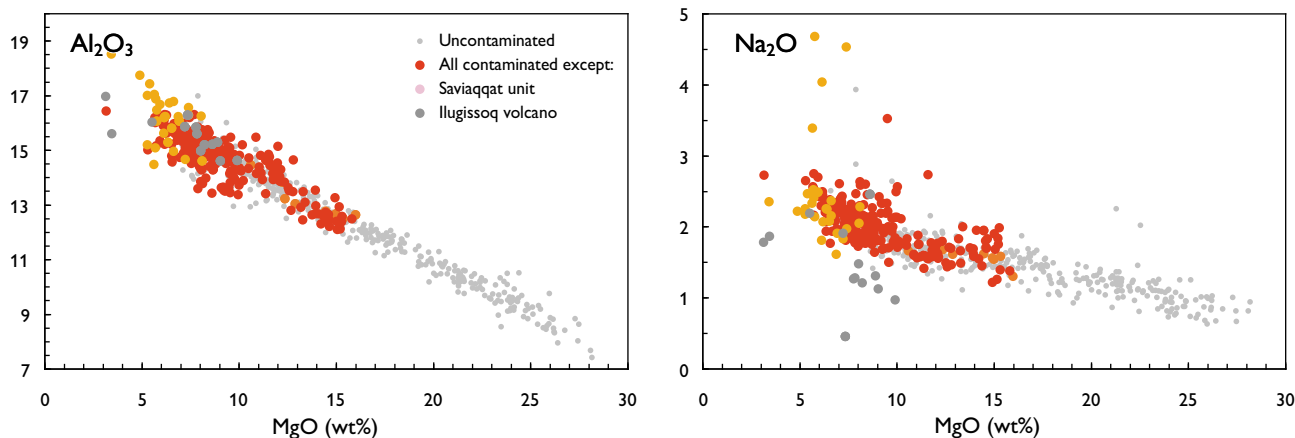 Al₂O₃
Uncontaminated
All contaminated except:
Saviaqqat unit
Ilugissoq volcano
19
17
15
13
11
9
7
0 5 10 15 20 25 30
MgO (wt%)
Na₂O
5
4
3
2
1
0
0 5 10 15 20 25 30
MgO (wt%)